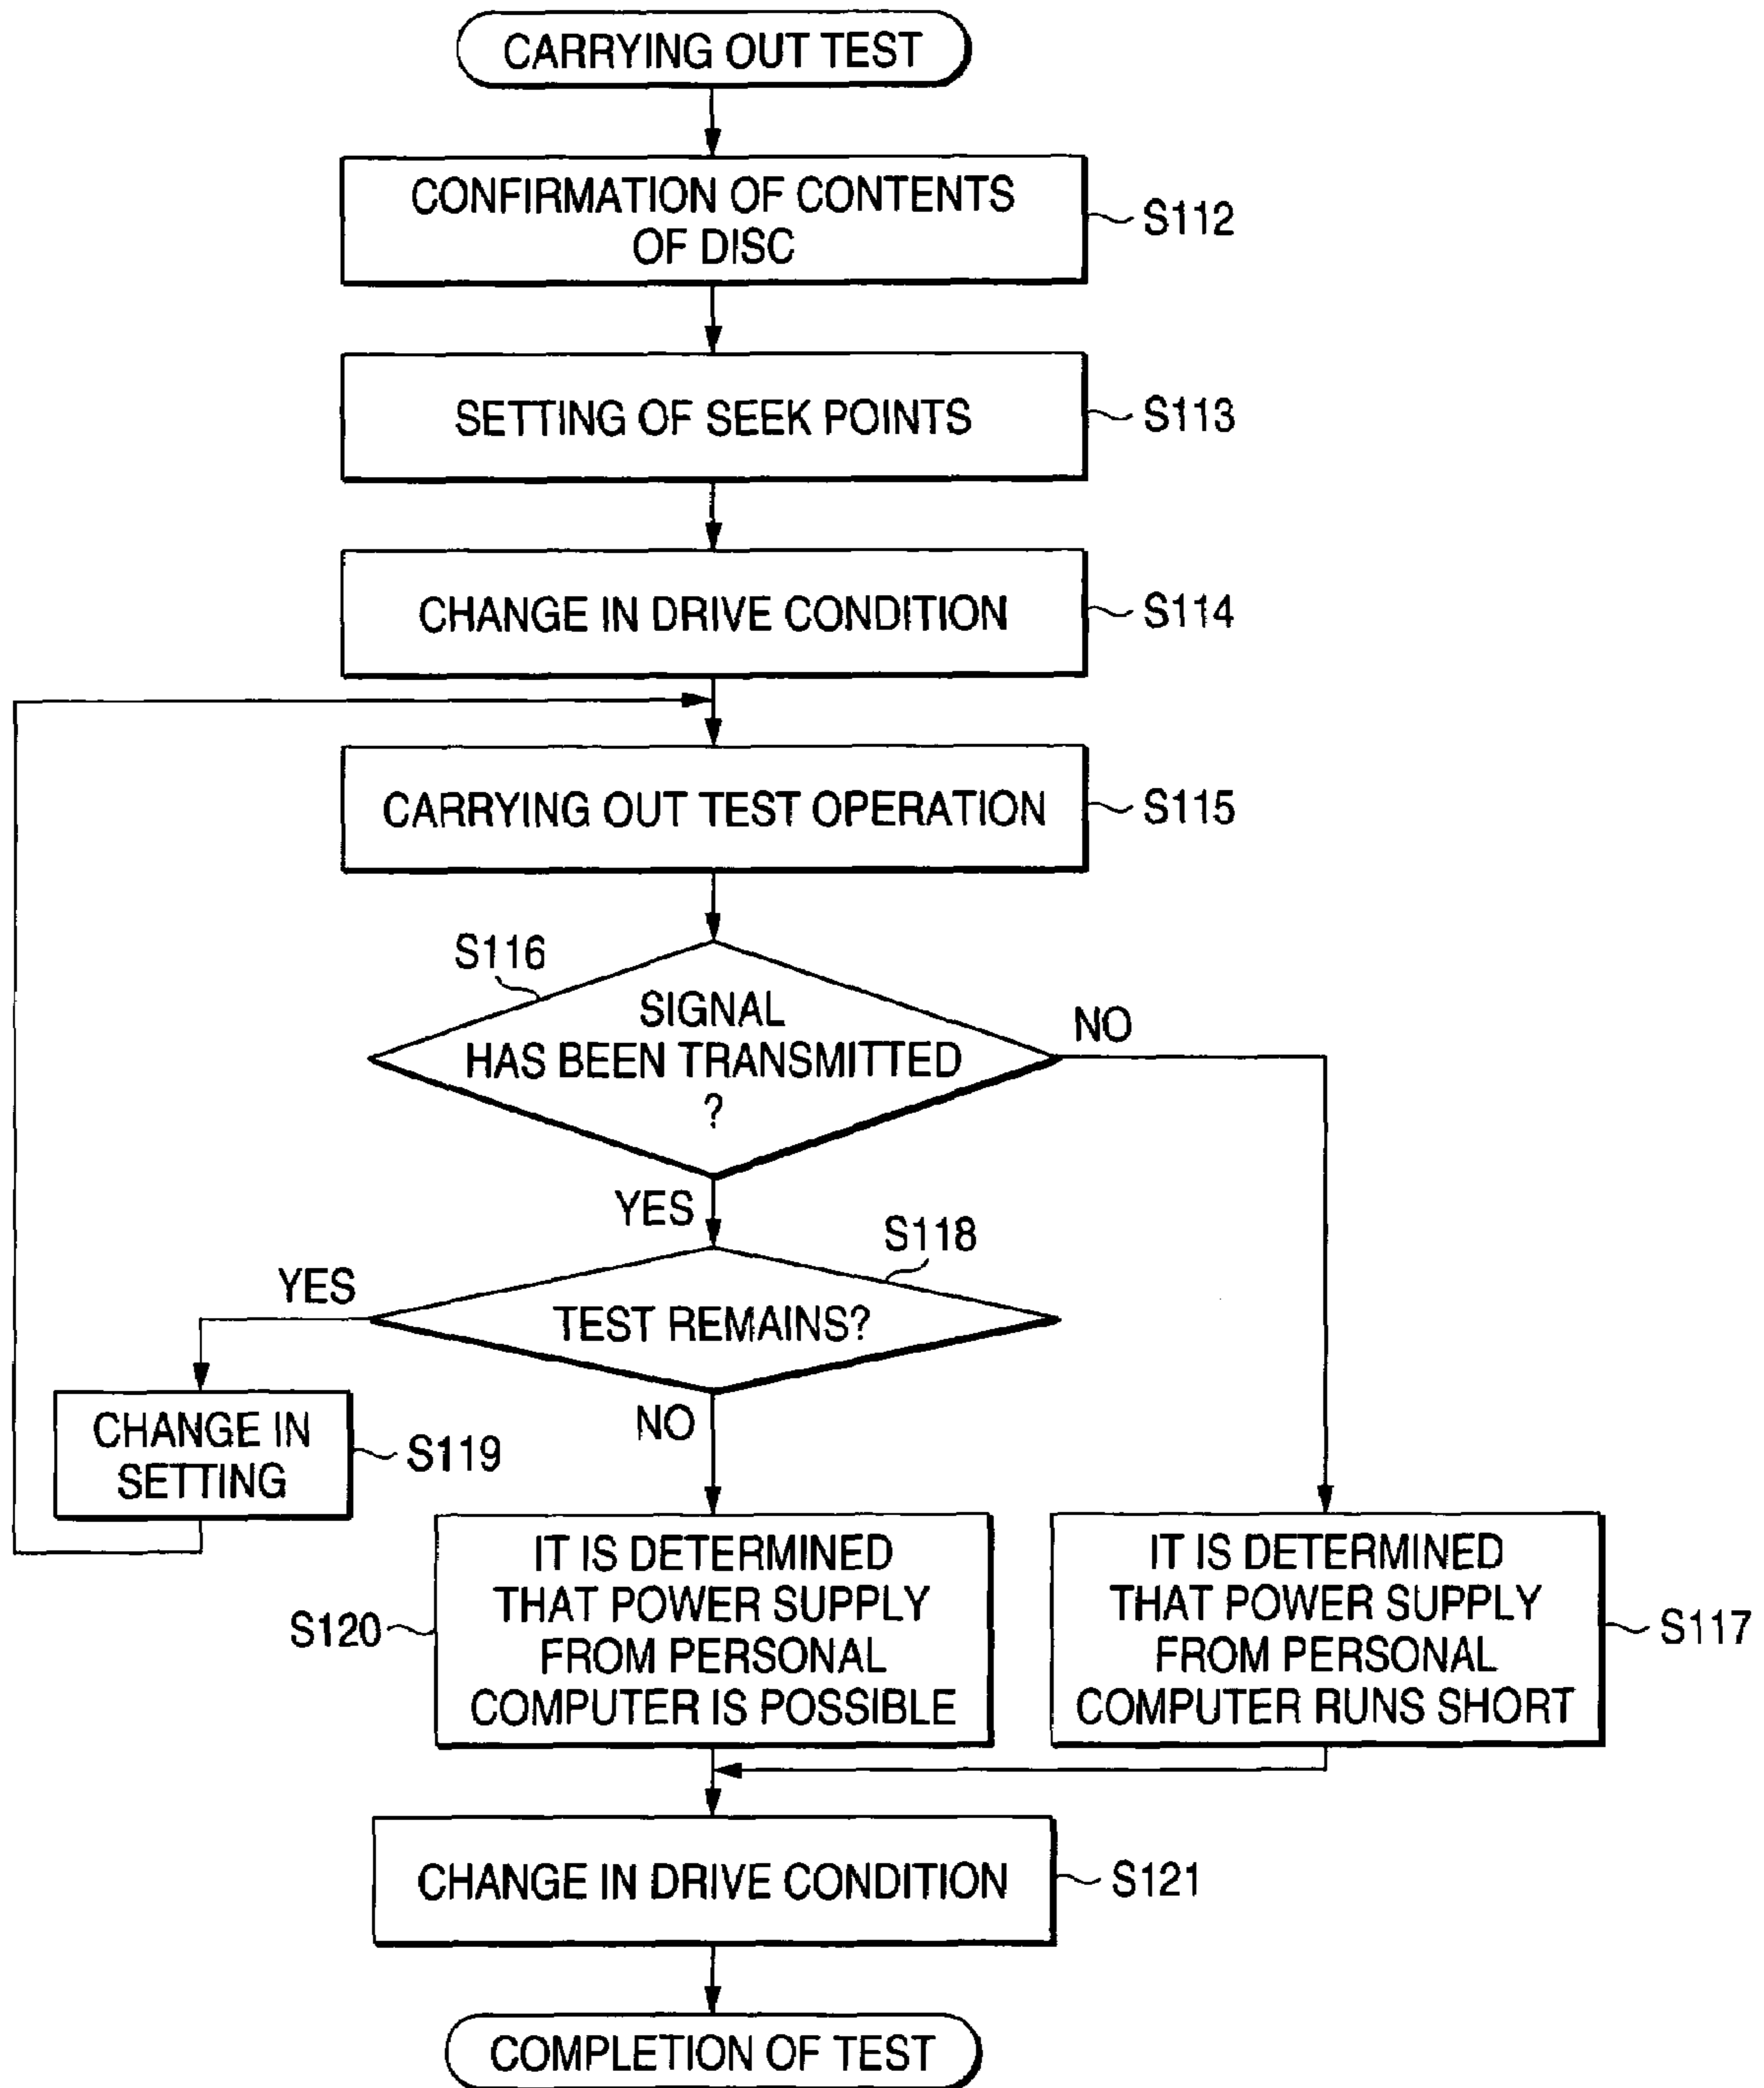 CARRYING OUT TEST
CONFIRMATION OF CONTENTS
OF DISC
S112
SETTING OF SEEK POINTS
S113
CHANGE IN DRIVE CONDITION
S114
CARRYING OUT TEST OPERATION
S115
S116
SIGNAL
HAS BEEN TRANSMITTED
?
NO
YES
S118
YES
TEST REMAINS?
NO
CHANGE IN
SETTING
S119
IT IS DETERMINED
THAT POWER SUPPLY
FROM PERSONAL
COMPUTER IS POSSIBLE
S120
IT IS DETERMINED
THAT POWER SUPPLY
FROM PERSONAL
COMPUTER RUNS SHORT
S117
CHANGE IN DRIVE CONDITION
S121
COMPLETION OF TEST